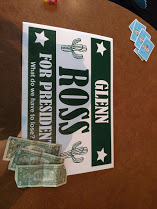 GLENN
ROSS
FOR PRESIDENT
What do we have to lose?